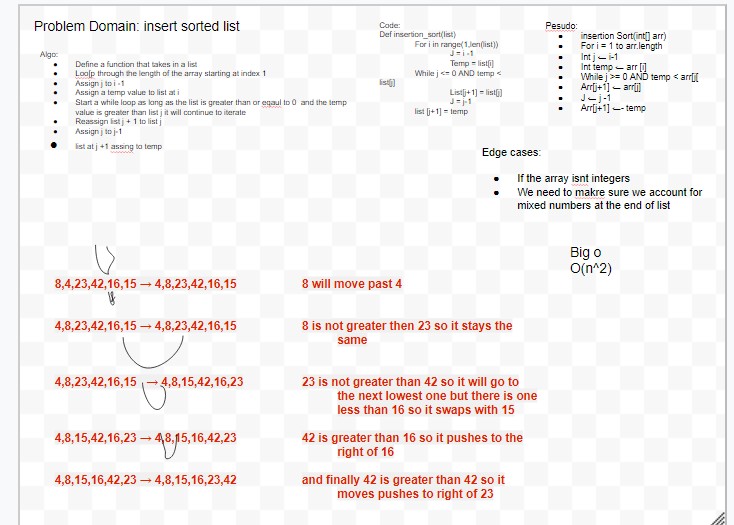 Problem Domain: insert sorted list
Algo:
Define a function that takes in a list
Loo[p through the length of the array starting at index 1
Assign j to i -1
Assign a temp value to list at i
Start a while loop as long as the list is greater than or eqaul to 0 and the temp
value is greater than list j it will continue to iterate
Reassign list j + 1 to list j
Assign j to j-1
list at j +1 assing to temp
Code:
Def insertion_sort(list)
For i in range(1,len(list))
J = i -1
Temp = list[i]
While j <= 0 AND temp <
list[j]
List[j+1] = list[j]
J = j-1
list [j+1] = temp
Pesudo:
insertion Sort(int[] arr)
For i = 1 to arr.length
Int j <-- i-1
Int temp <-- arr [i]
While j >= 0 AND temp < arr[j[
Arr[j+1] <-- arr[j]
J <-- j -1
Arr[j+1] <-- temp
Edge cases:
If the array isnt integers
We need to makre sure we account for
mixed numbers at the end of list
Big o
O(n^2)
8,4,23,42,16,15 → 4,8,23,42,16,15
8 will move past 4
4,8,23,42,16,15 → 4,8,23,42,16,15
8 is not greater then 23 so it stays the
same
4,8,23,42,16,15 → 4,8,15,42,16,23
23 is not greater than 42 so it will go to
the next lowest one but there is one
less than 16 so it swaps with 15
4,8,15,42,16,23 → 4,8,15,16,42,23
42 is greater than 16 so it pushes to the
right of 16
4,8,15,16,42,23 → 4,8,15,16,23,42
and finally 42 is greater than 42 so it
moves pushes to right of 23